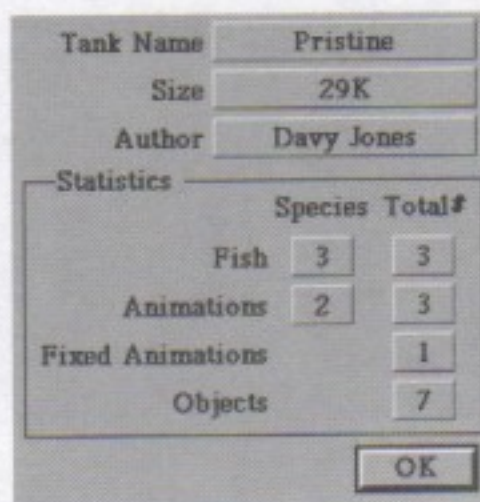 Tank Name Pristine
Size 29K
Author Davy Jones
Statistics
Species Total#
Fish 3 3
Animations 2 3
Fixed Animations 1
Objects 7
OK